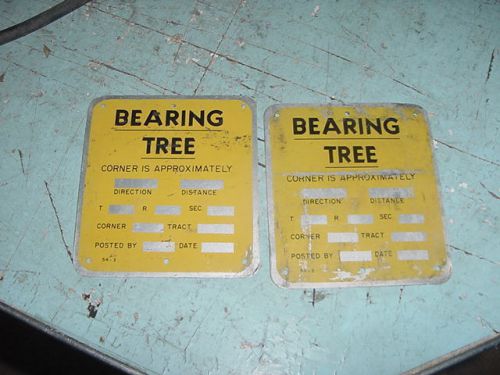 BEARING
TREE
CORNER IS APPROXIMATELY
DIRECTION DISTANCE
T R SEC
CORNER TRACT
POSTED BY DATE
BEARING
TREE
CORNER IS APPROXIMATELY
DIRECTION DISTANCE
T R SEC
CORNER TRACT
POSTED BY DATE